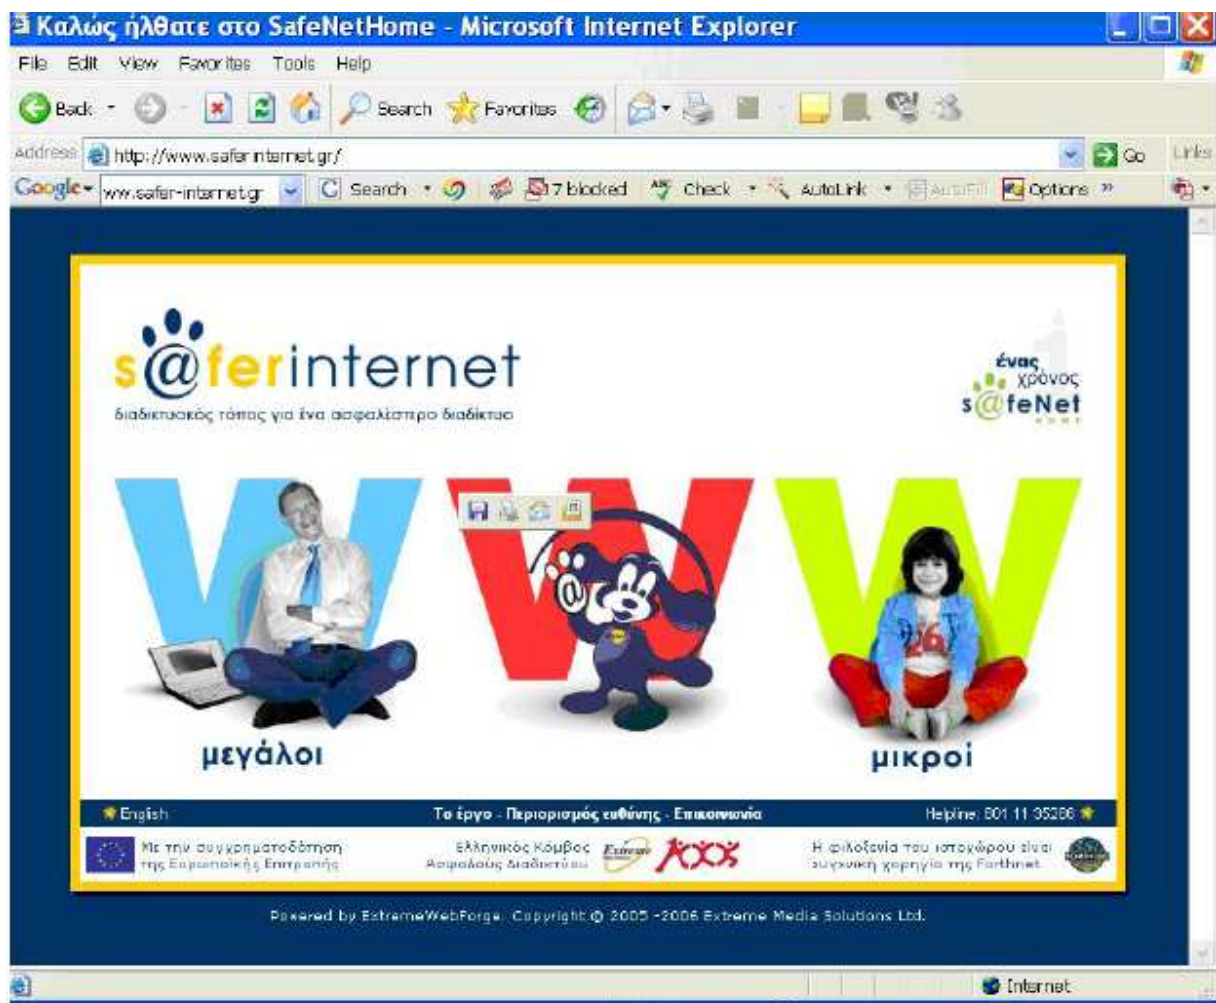 Καλώς ήλθατε στο SafeNetHome - Microsoft Internet Explorer
File Edit View Favorites Tools Help
Back Search Favorites
Address http://www.saferinternet.gr/ Go Links
Google ww.safer-internet.gr Search 7 blocked Check AutoLink AutoFill Options »
s@ferinternet
διαδικτυακός τόπος για ένα ασφαλέστερο διαδίκτυο
ένας
χρόνος
s@feNet
μεγάλοι
μικροί
English Το έργο - Περιορισμός ευθύνης - Επικοινωνία Helpline: 801 11 35288
Με την συγχρηματοδότηση
της Ευρωπαϊκής Επιτροπής
Ελληνικός Κόμβος
Ασφαλούς Διαδικτύου
Extreme
Η φιλοξενία του ιστοχώρου είναι
ευγενική χορηγία της Forthnet
Powered by ExtremeWebForge. Copyright © 2005 -2006 Extreme Media Solutions Ltd.
Internet